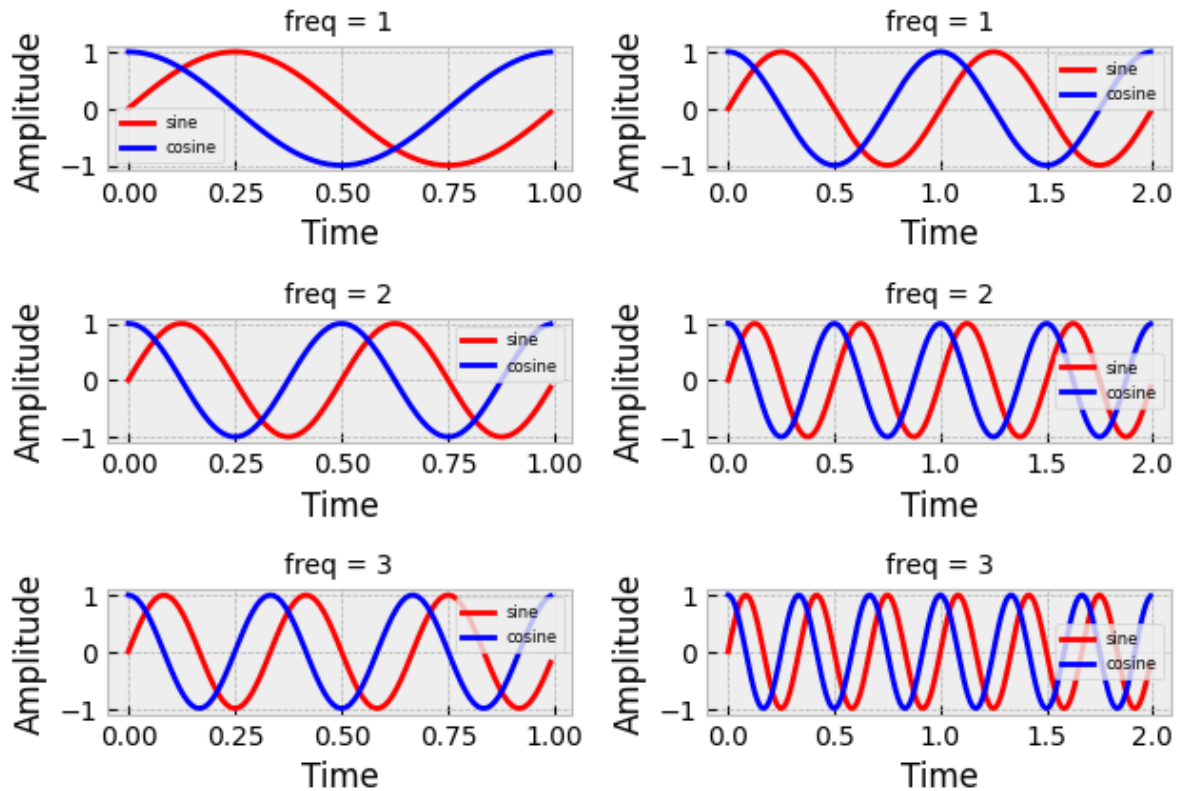 freq = 1
Amplitude
1
0
−1
sine
cosine
0.00 0.25 0.50 0.75 1.00
Time
freq = 1
Amplitude
1
0
−1
sine
cosine
0.0 0.5 1.0 1.5 2.0
Time
freq = 2
Amplitude
1
0
−1
sine
cosine
0.00 0.25 0.50 0.75 1.00
Time
freq = 2
Amplitude
1
0
−1
sine
cosine
0.0 0.5 1.0 1.5 2.0
Time
freq = 3
Amplitude
1
0
−1
sine
cosine
0.00 0.25 0.50 0.75 1.00
Time
freq = 3
Amplitude
1
0
−1
sine
cosine
0.0 0.5 1.0 1.5 2.0
Time